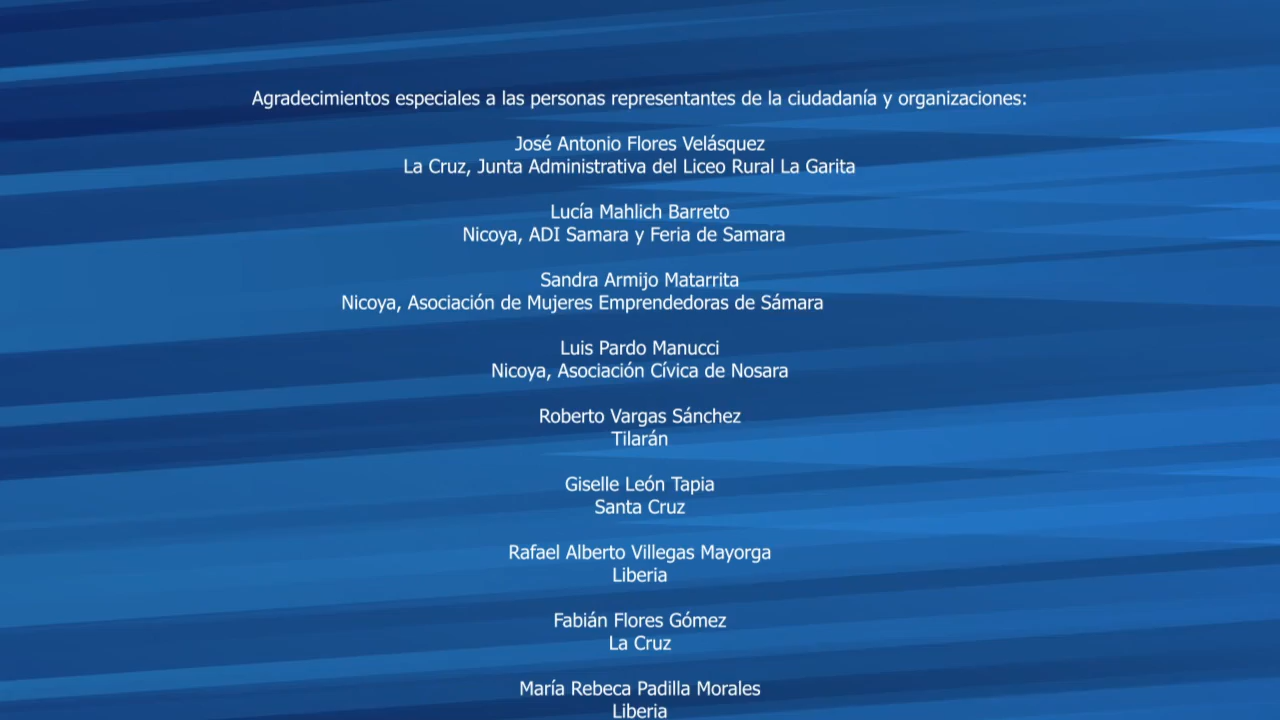 Agradecimientos especiales a las personas representantes de la ciudadanía y organizaciones:
José Antonio Flores Velásquez
La Cruz, Junta Administrativa del Liceo Rural La Garita
Lucía Mahlich Barreto
Nicoya, ADI Samara y Feria de Samara
Sandra Armijo Matarrita
Nicoya, Asociación de Mujeres Emprendedoras de Sámara
Luis Pardo Manucci
Nicoya, Asociación Cívica de Nosara
Roberto Vargas Sánchez
Tilarán
Giselle León Tapia
Santa Cruz
Rafael Alberto Villegas Mayorga
Liberia
Fabián Flores Gómez
La Cruz
María Rebeca Padilla Morales
Liberia